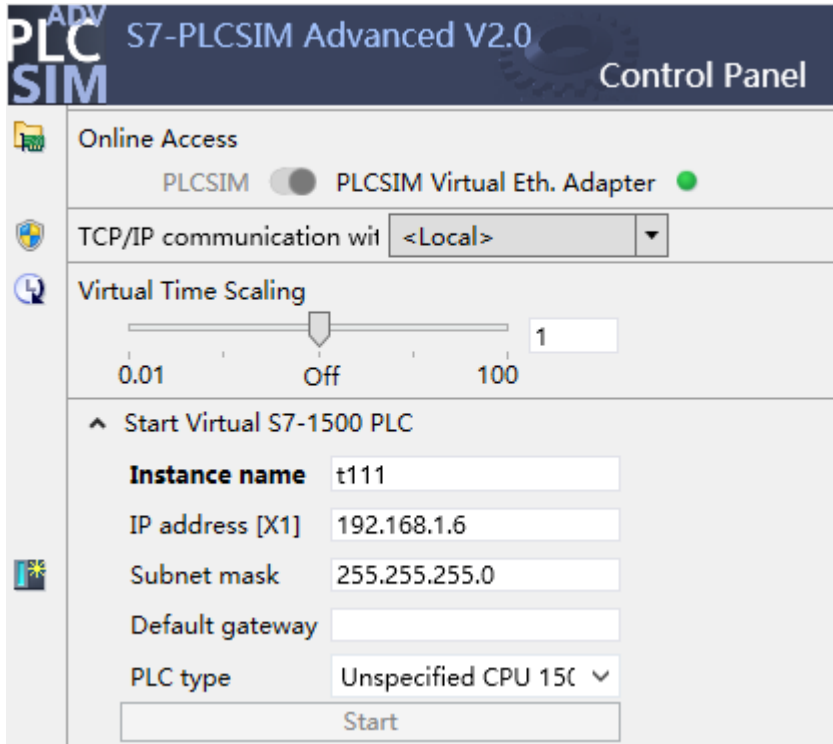 ADV
PLC
SIM
S7-PLCSIM Advanced V2.0
Control Panel
Online Access
PLCSIM PLCSIM Virtual Eth. Adapter
TCP/IP communication wit <Local>
Virtual Time Scaling
1
0.01 Off 100
Start Virtual S7-1500 PLC
Instance name t111
IP address [X1] 192.168.1.6
Subnet mask 255.255.255.0
Default gateway
PLC type Unspecified CPU 150
Start